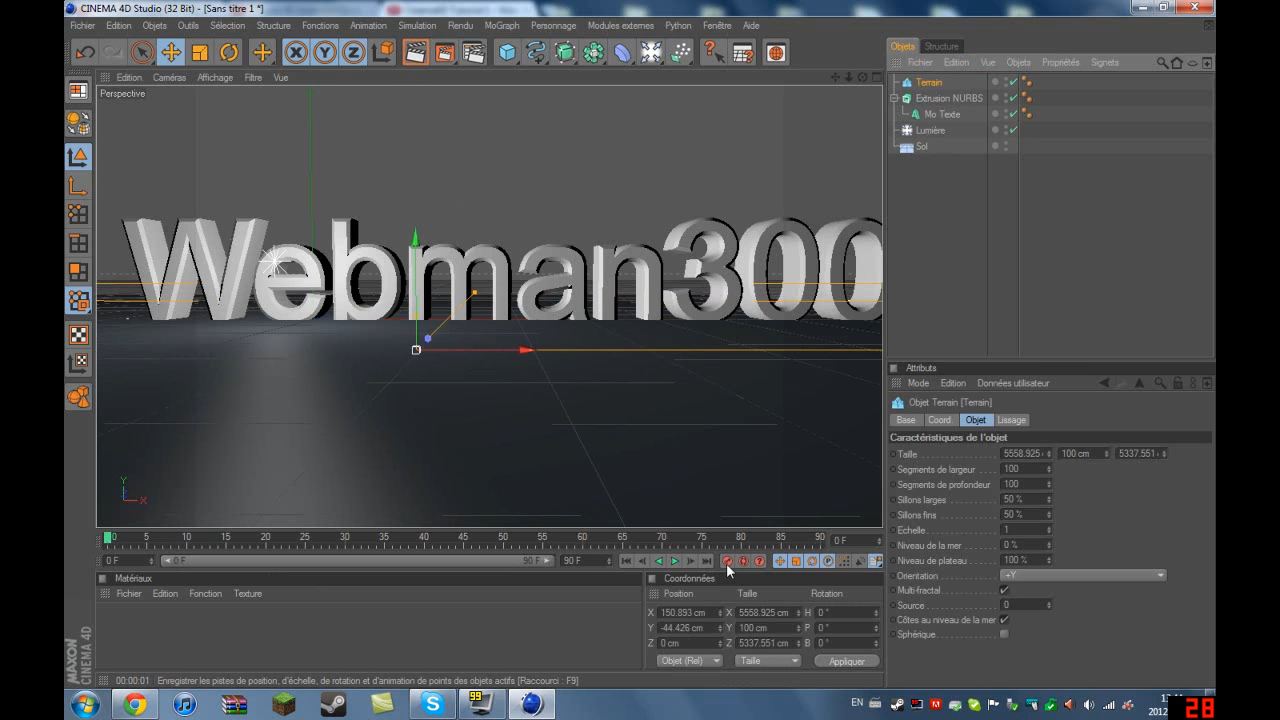 CINEMA 4D Studio (32 Bit) - [Sans titre 1 *]
Fichier Edition Objets Outils Sélection Structure Fonctions Animation Simulation Rendu MoGraph Personnage Modules externes Python Fenêtre Aide
X Y Z
Objets Structure
Fichier Edition Vue Objets Propriétés Signets
Edition Caméras Affichage Filtre Vue
Perspective
Terrain
Extrusion NURBS
Mo Texte
Lumière
Sol
Webman300
Y
X
Attributs
Mode Edition Données utilisateur
Objet Terrain [Terrain]
Base Coord. Objet Lissage
Caractéristiques de l'objet
Taille 5558.925 100 cm 5337.551
Segments de largeur 100
Segments de profondeur 100
Sillons larges 50 %
Sillons fins 50 %
Echelle 1
Niveau de la mer 0 %
Niveau de plateau 100 %
Orientation +Y
Multi-fractal
Source 0
Côtes au niveau de la mer
Sphérique
0 5 10 15 20 25 30 35 40 45 50 55 60 65 70 75 80 85 90 0 F
0 F 0 F 90 F 90 F
Matériaux
Fichier Edition Fonction Texture
Coordonnées
Position Taille Rotation
X 150.893 cm X 5558.925 cm H 0 °
Y -44.426 cm Y 100 cm P 0 °
Z 0 cm Z 5337.551 cm B 0 °
Objet (Rel) Taille Appliquer
MAXON
CINEMA 4D
00:00:01 Enregistrer les pistes de position, d'échelle, de rotation et d'animation de points des objets actifs [Raccourci : F9]
99
EN
2012
28